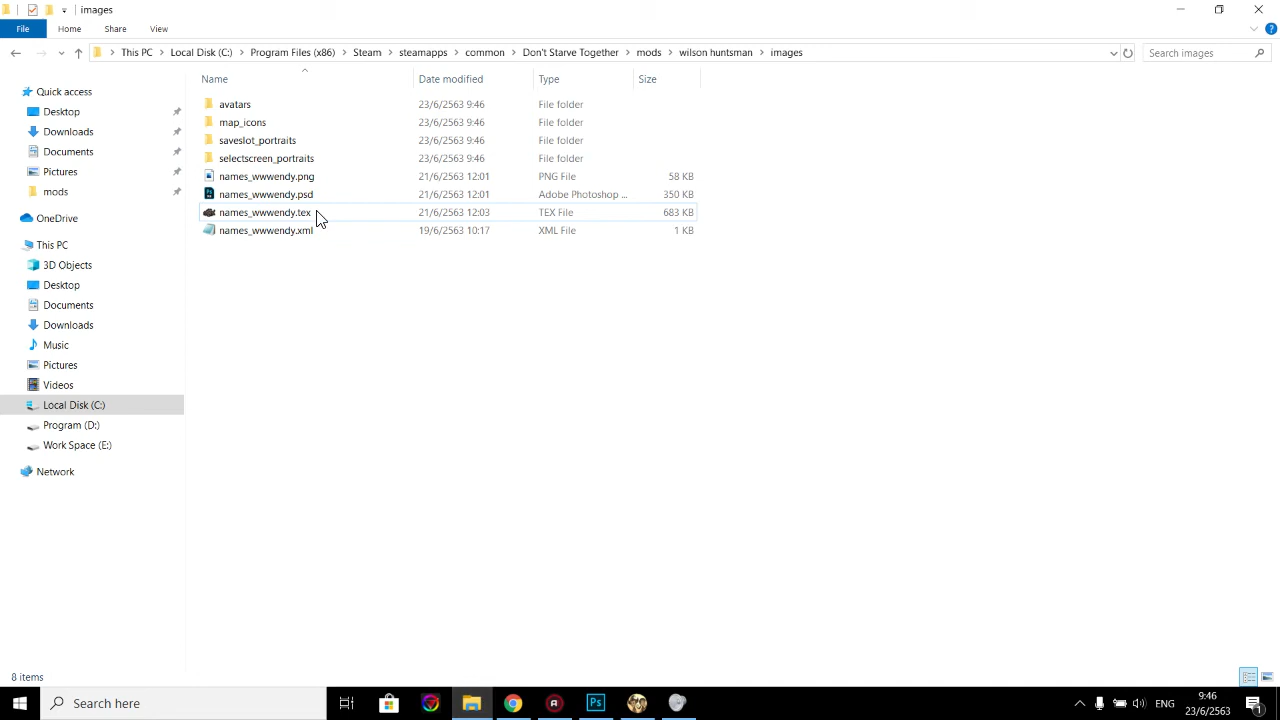 images
File
Home
Share
View
This PC > Local Disk (C:) > Program Files (x86) > Steam > steamapps > common > Don't Starve Together > mods > wilson huntsman > images
Search images
Name
Date modified
Type
Size
Quick access
Desktop
Downloads
Documents
Pictures
mods
OneDrive
This PC
3D Objects
Desktop
Documents
Downloads
Music
Pictures
Videos
Local Disk (C:)
Program (D:)
Work Space (E:)
Network
avatars 23/6/2563 9:46 File folder
map_icons 23/6/2563 9:46 File folder
saveslot_portraits 23/6/2563 9:46 File folder
selectscreen_portraits 23/6/2563 9:46 File folder
names_wwwendy.png 21/6/2563 12:01 PNG File 58 KB
names_wwwendy.psd 21/6/2563 12:01 Adobe Photoshop ... 350 KB
names_wwwendy.tex 21/6/2563 12:03 TEX File 683 KB
names_wwwendy.xml 19/6/2563 10:17 XML File 1 KB
8 items
Search here
Ps
ENG
9:46
23/6/2563
1